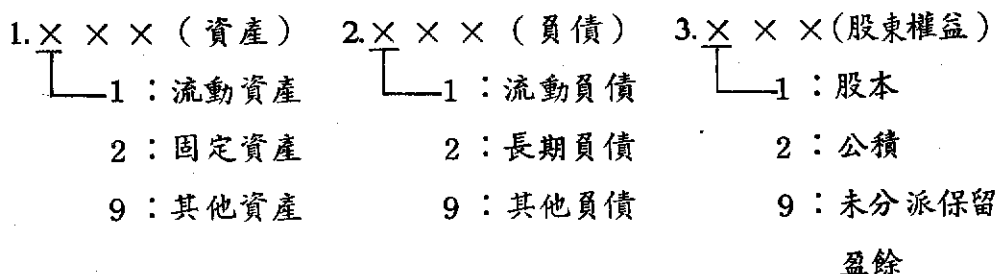 1.× × × (資產) 2.× × × (負債) 3.× × ×(股東權益)
1:流動資產 1:流動負債 1:股本
2:固定資產 2:長期負債 2:公積
9:其他資產 9:其他負債 9:未分派保留
盈餘